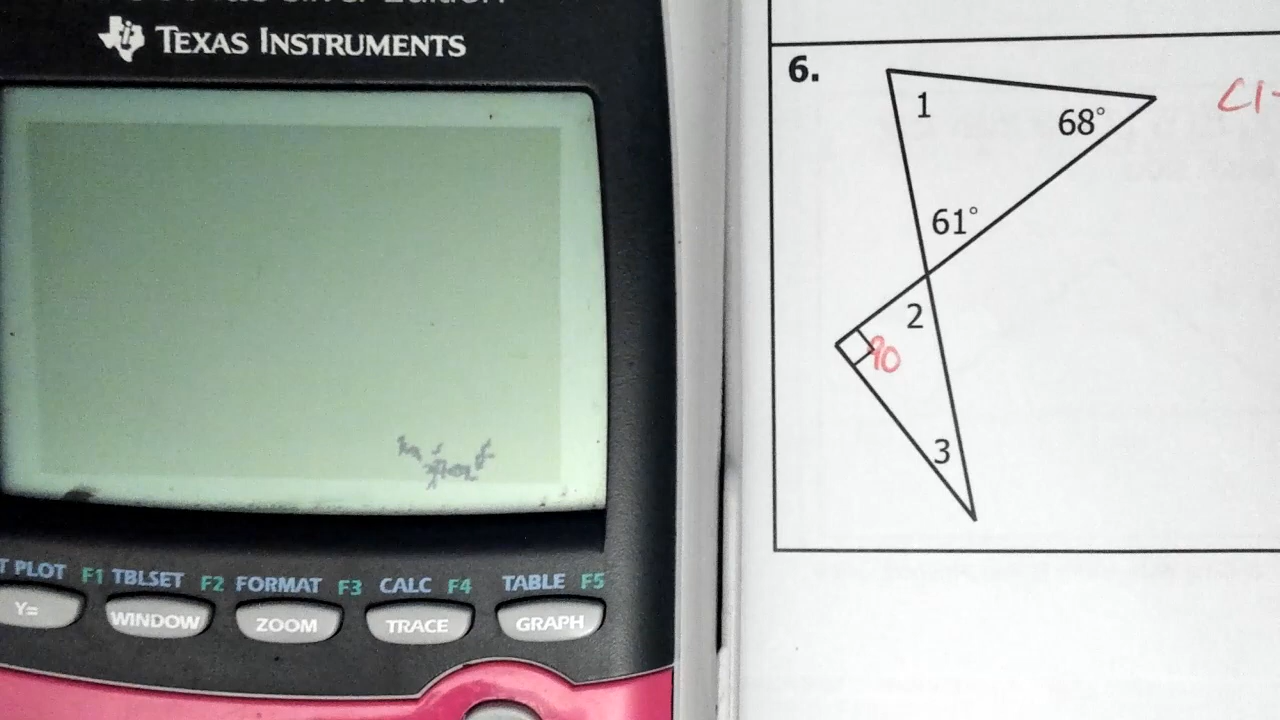 TEXAS INSTRUMENTS
T PLOT F1 TBLSET F2 FORMAT F3 CALC F4 TABLE F5
Y= WINDOW ZOOM TRACE GRAPH
6.
1
68°
61°
2
90
3